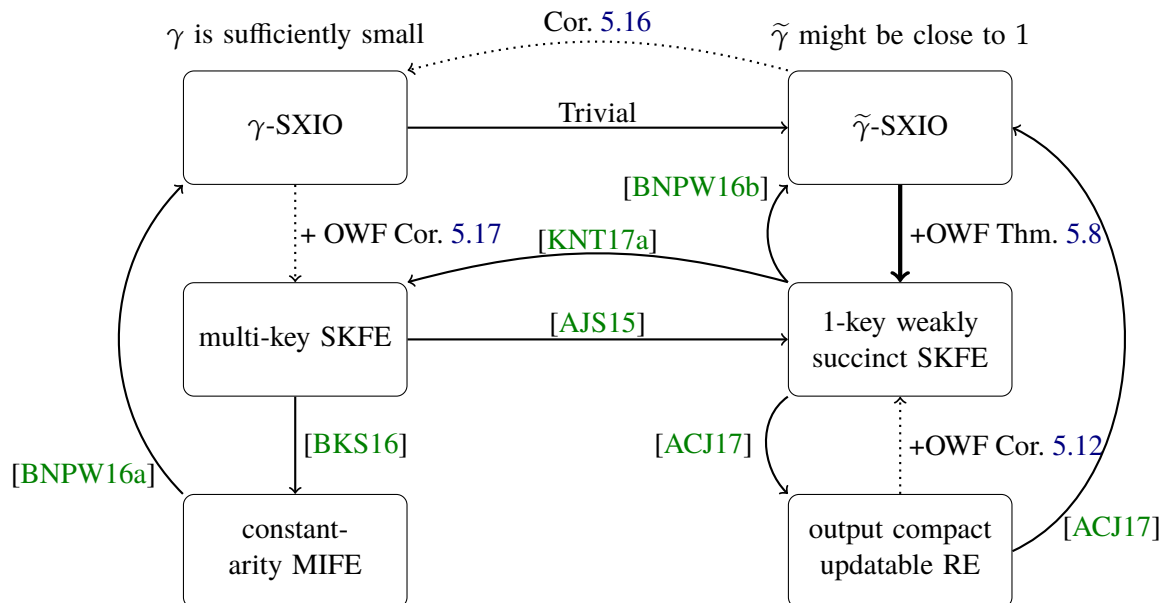 Cor. 5.16
γ is sufficiently small
γ̃ might be close to 1
γ-SXIO
Trivial
γ̃-SXIO
[BNPW16b]
+ OWF Cor. 5.17
[KNT17a]
+OWF Thm. 5.8
multi-key SKFE
[AJS15]
1-key weakly
succinct SKFE
[BKS16]
[ACJ17]
+OWF Cor. 5.12
[BNPW16a]
constant-
arity MIFE
output compact
updatable RE
[ACJ17]